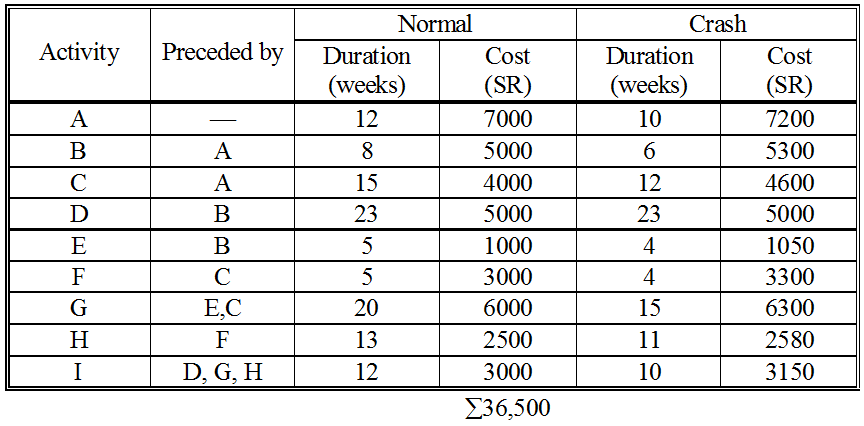 Activity Preceded by Normal Crash
Duration (weeks) Cost (SR) Duration (weeks) Cost (SR)
A — 12 7000 10 7200
B A 8 5000 6 5300
C A 15 4000 12 4600
D B 23 5000 23 5000
E B 5 1000 4 1050
F C 5 3000 4 3300
G E,C 20 6000 15 6300
H F 13 2500 11 2580
I D, G, H 12 3000 10 3150
∑36,500